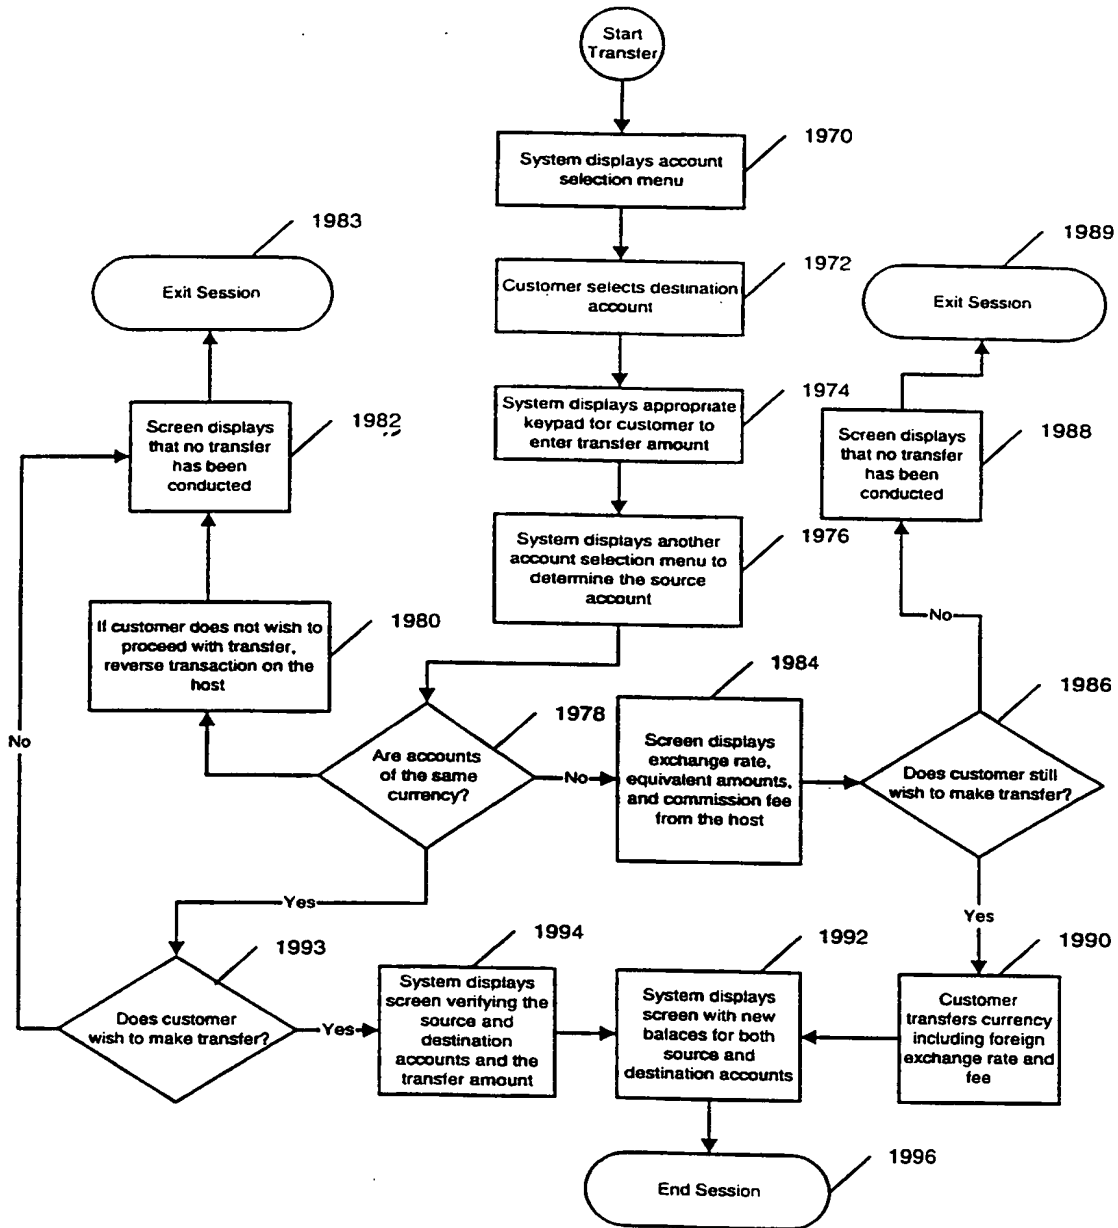 Start
Transfer
1970
System displays account
selection menu
1983
Exit Session
1972
Customer selects destination
account
1989
Exit Session
1974
System displays appropriate
keypad for customer to
enter transfer amount
1982
Screen displays
that no transfer
has been
conducted
1988
Screen displays
that no transfer
has been
conducted
1976
System displays another
account selection menu to
determine the source
account
1980
If customer does not wish to
proceed with transfer,
reverse transaction on the
host
No
1984
Screen displays
exchange rate,
equivalent amounts,
and commission fee
from the host
1986
Does customer still
wish to make transfer?
1978
Are accounts
of the same
currency?
No
No
Yes
Yes
1993
Does customer
wish to make transfer?
Yes
1994
System displays
screen verifying the
source and
destination
accounts and the
transfer amount
1992
System displays
screen with new
balaces for both
source and
destination accounts
1990
Customer
transfers currency
including foreign
exchange rate and
fee
1996
End Session